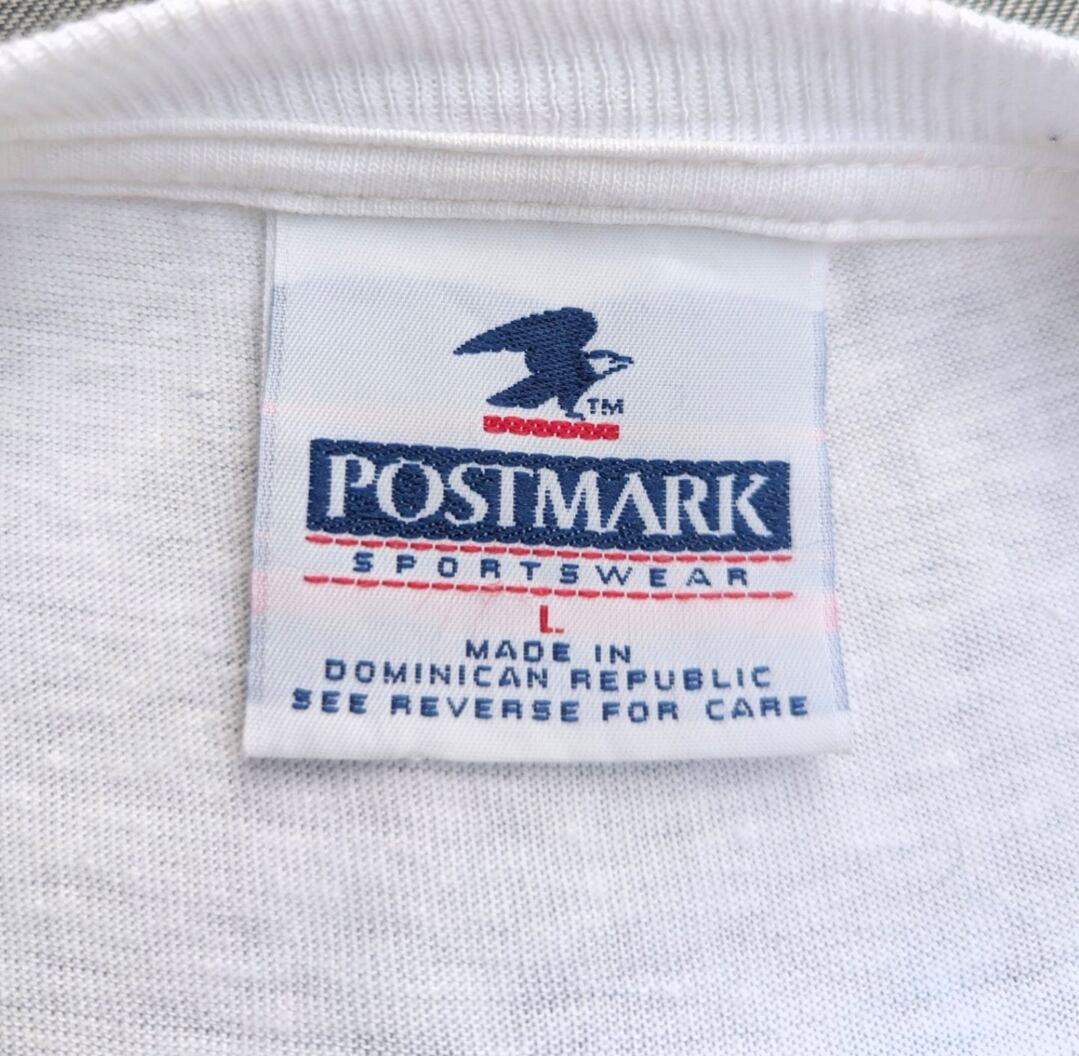 TM
POSTMARK
SPORTSWEAR
L
MADE IN
DOMINICAN REPUBLIC
SEE REVERSE FOR CARE